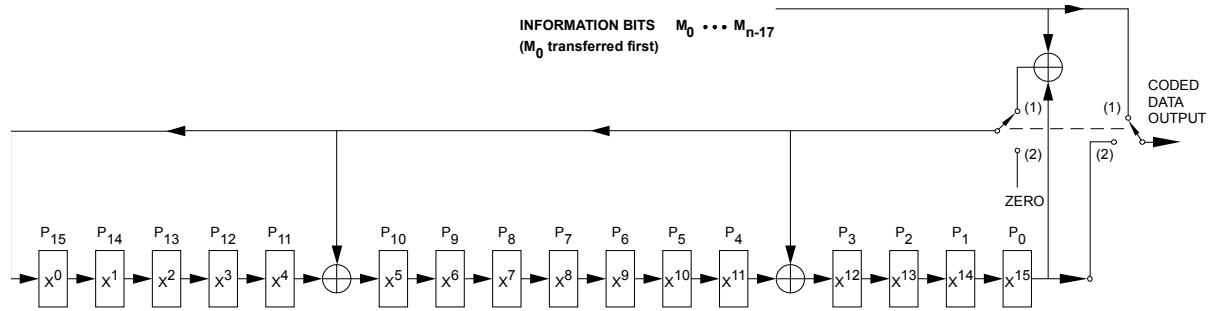 INFORMATION BITS M0 • • • Mn-17
(M0 transferred first)
CODED
DATA
OUTPUT
(1) (1)
(2) (2)
ZERO
P15 P14 P13 P12 P11 P10 P9 P8 P7 P6 P5 P4 P3 P2 P1 P0
X0 X1 X2 X3 X4 X5 X6 X7 X8 X9 X10 X11 X12 X13 X14 X15